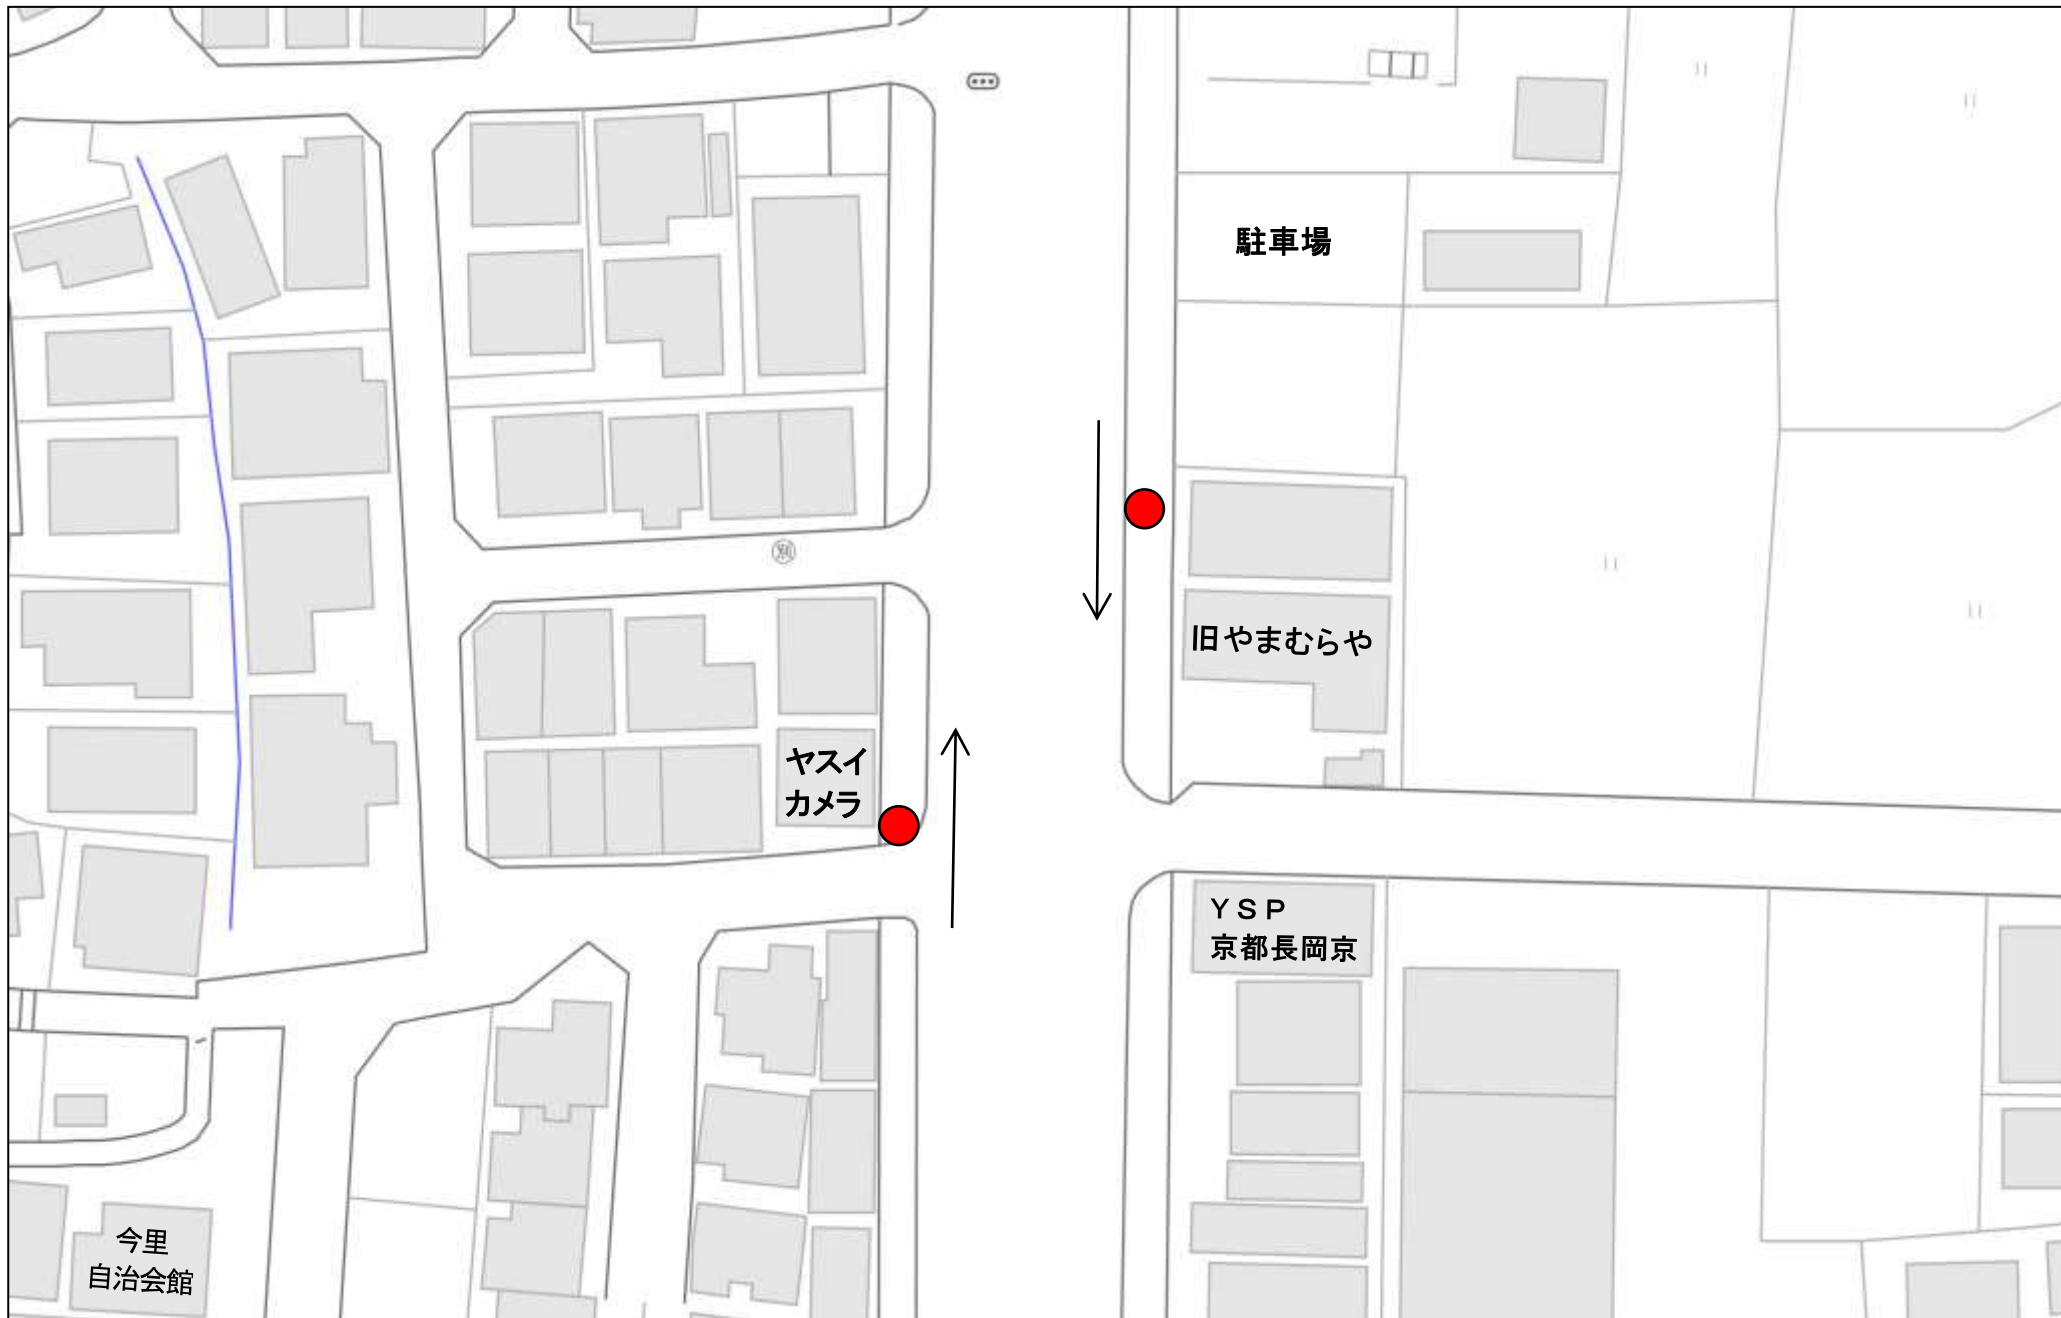 駐車場
旧やまむらや
ヤスイ
カメラ
ＹＳＰ
京都長岡京
今里
自治会館